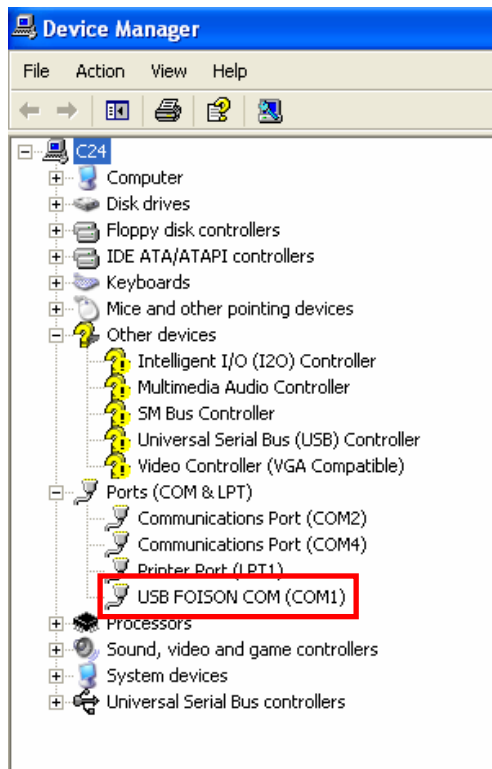 Device Manager
File Action View Help
C24
Computer
Disk drives
Floppy disk controllers
IDE ATA/ATAPI controllers
Keyboards
Mice and other pointing devices
Other devices
Intelligent I/O (I2O) Controller
Multimedia Audio Controller
SM Bus Controller
Universal Serial Bus (USB) Controller
Video Controller (VGA Compatible)
Ports (COM & LPT)
Communications Port (COM2)
Communications Port (COM4)
Printer Port (LPT1)
USB FOISON COM (COM1)
Processors
Sound, video and game controllers
System devices
Universal Serial Bus controllers